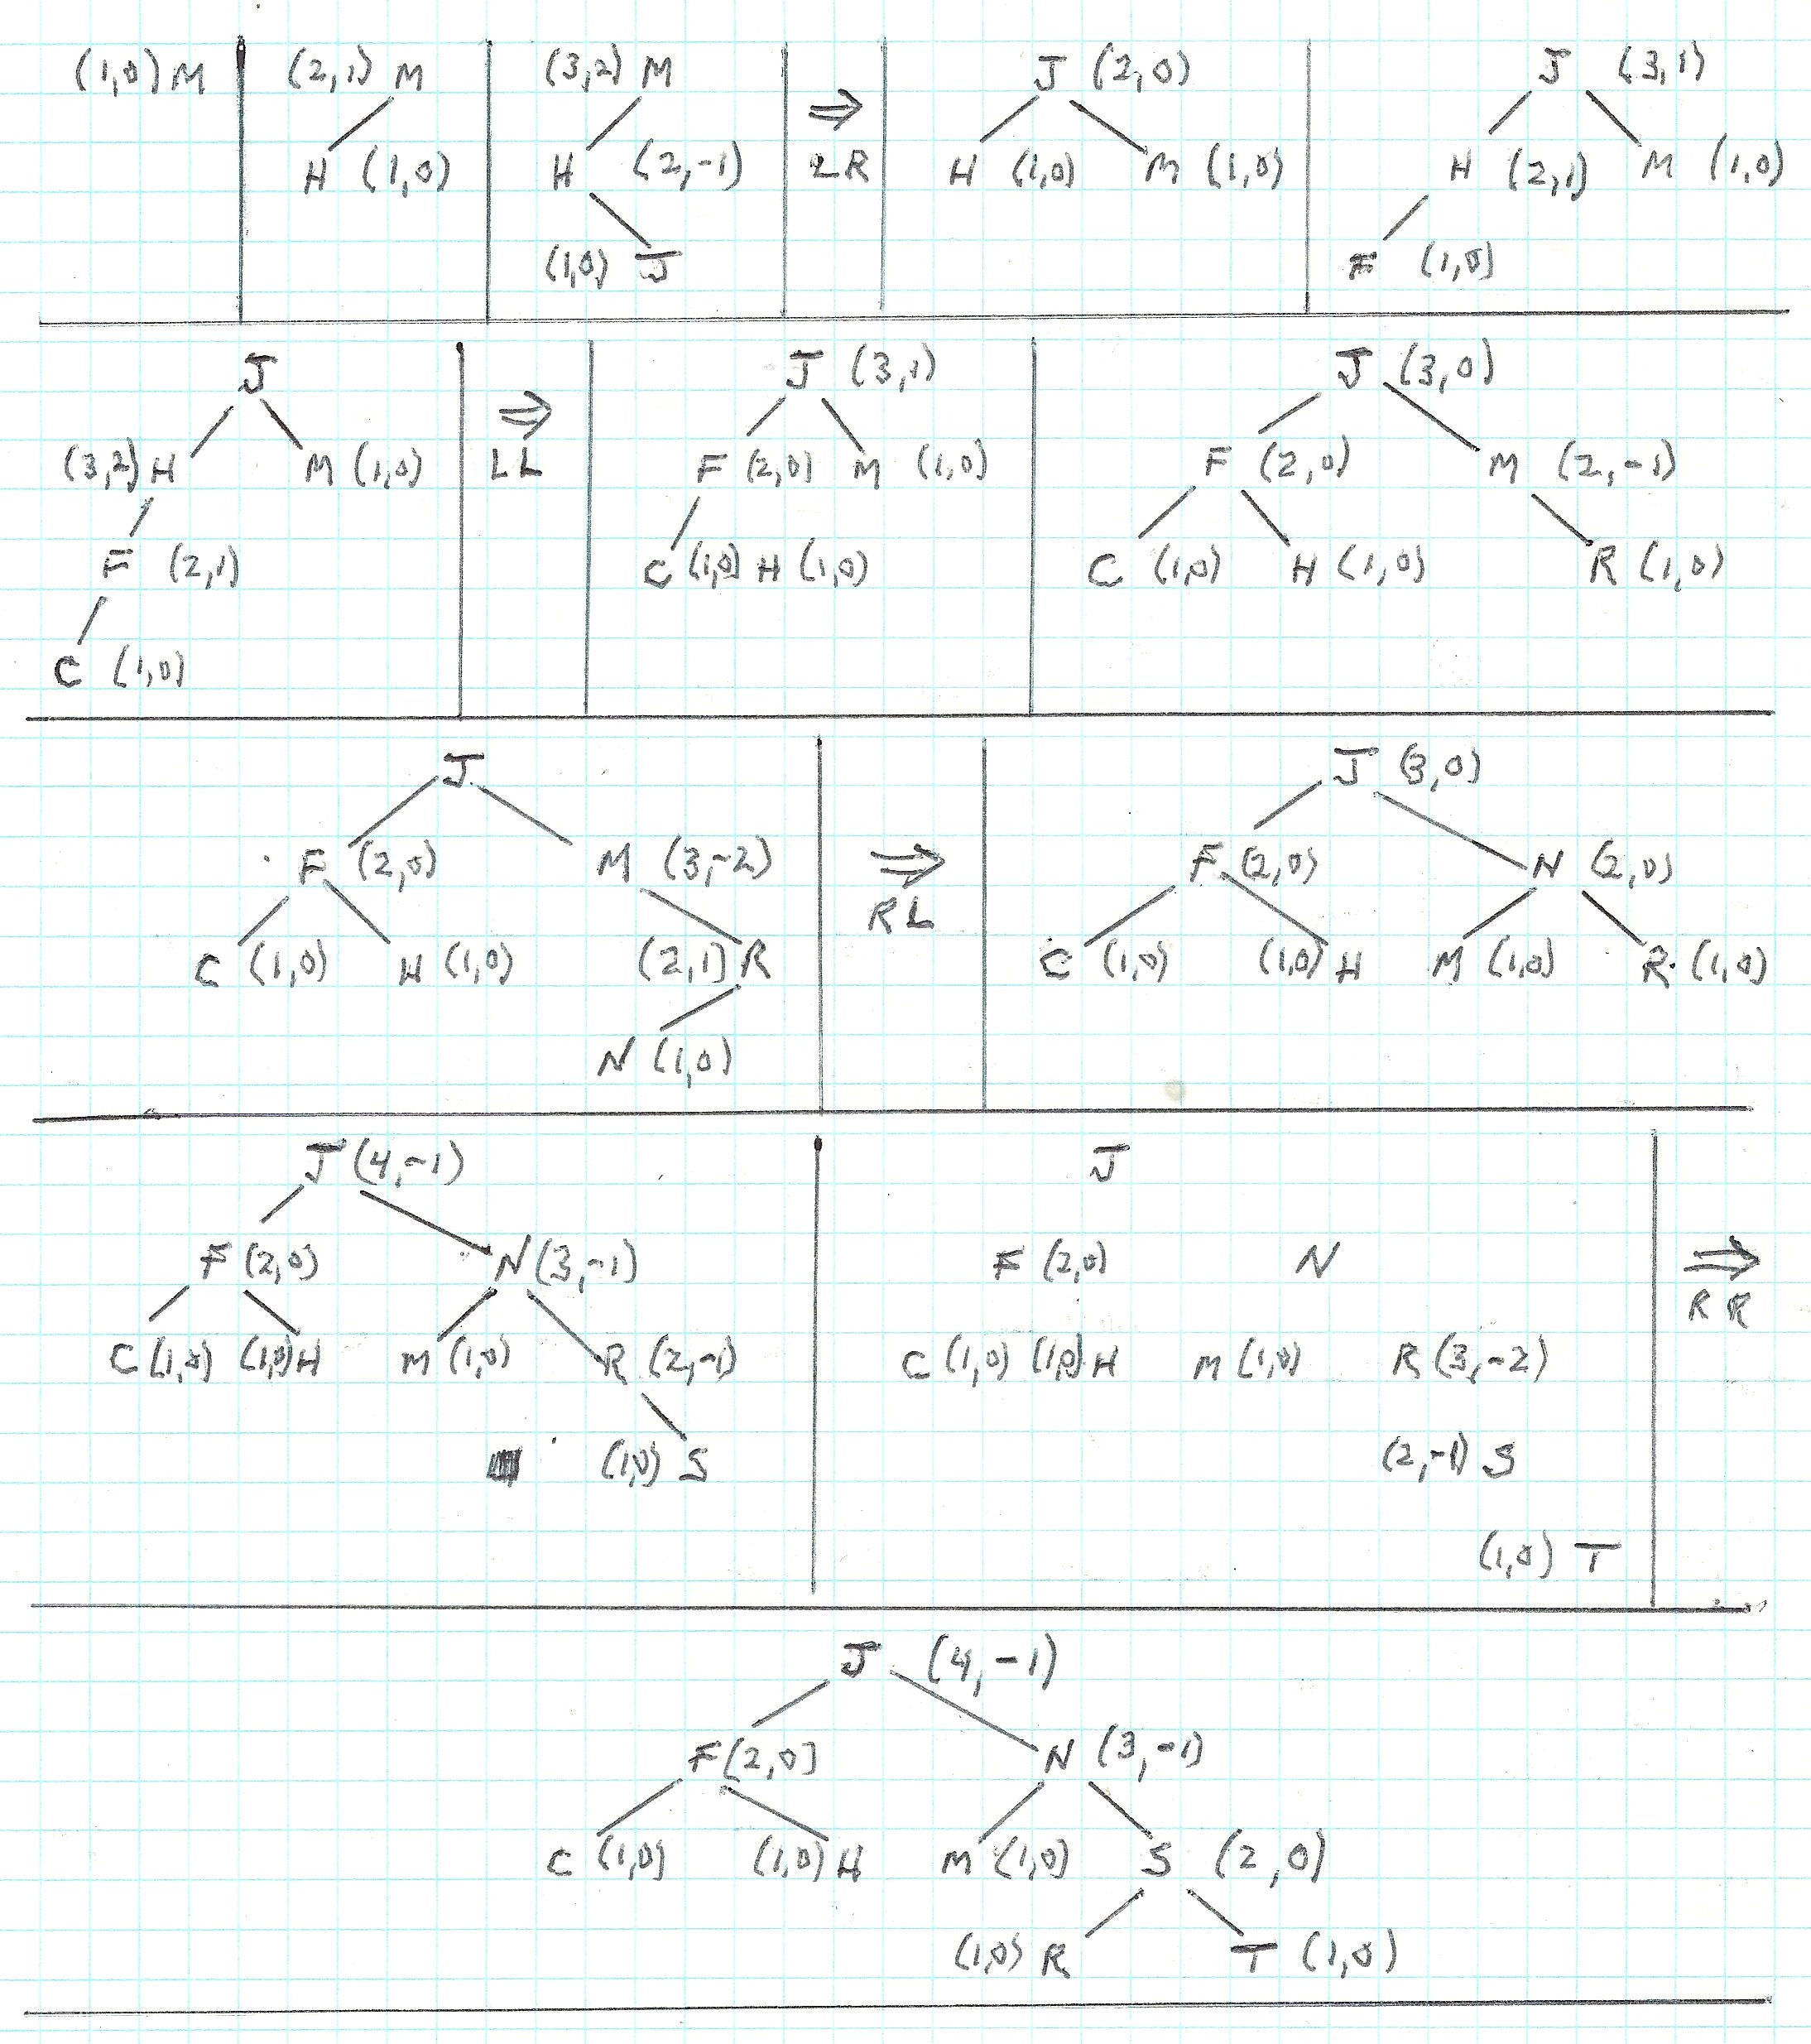 (1,0) M (2,1) M (3,2) M ⇒ J (2,0) J (3,1)
H (1,0) H (2,-1) LR H (1,0) M (1,0) H (2,1) M (1,0)
(1,0) J F (1,0)
J ⇒ J (3,1) J (3,0)
(3,2) H M (1,0) LL F (2,0) M (1,0) F (2,0) M (2,-1)
F (2,1) C (1,0) H (1,0) C (1,0) H (1,0) R (1,0)
C (1,0)
J J (3,0)
F (2,0) M (3,-2) ⇒ F (2,0) N (2,0)
RL
C (1,0) H (1,0) (2,1) R C (1,0) (1,0) H M (1,0) R (1,0)
N (1,0)
J (4,-1) J
F (2,0) N (3,-1) F (2,0) N ⇒
RR
C (1,0) (1,0) H M (1,0) R (2,-1) C (1,0) (1,0) H M (1,0) R (3,-2)
(1,0) S (2,-1) S
(1,0) T
J (4,-1)
F (2,0) N (3,-1)
C (1,0) (1,0) H M (1,0) S (2,0)
(1,0) R T (1,0)